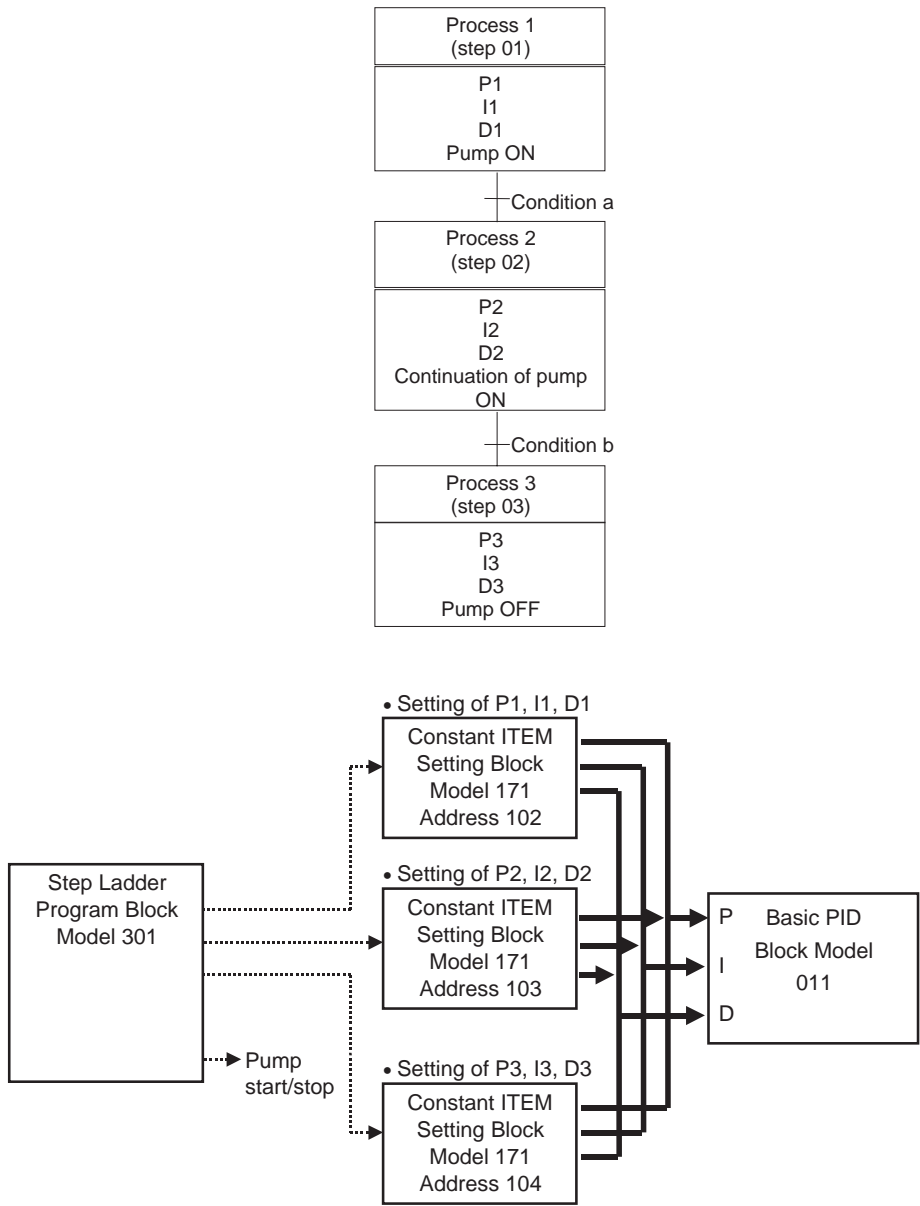 Process 1
(step 01)
P1
I1
D1
Pump ON
Condition a
Process 2
(step 02)
P2
I2
D2
Continuation of pump
ON
Condition b
Process 3
(step 03)
P3
I3
D3
Pump OFF
• Setting of P1, I1, D1
Constant ITEM
Setting Block
Model 171
Address 102
Step Ladder
Program Block
Model 301
Pump
start/stop
• Setting of P2, I2, D2
Constant ITEM
Setting Block
Model 171
Address 103
• Setting of P3, I3, D3
Constant ITEM
Setting Block
Model 171
Address 104
P
I
D
Basic PID
Block Model
011